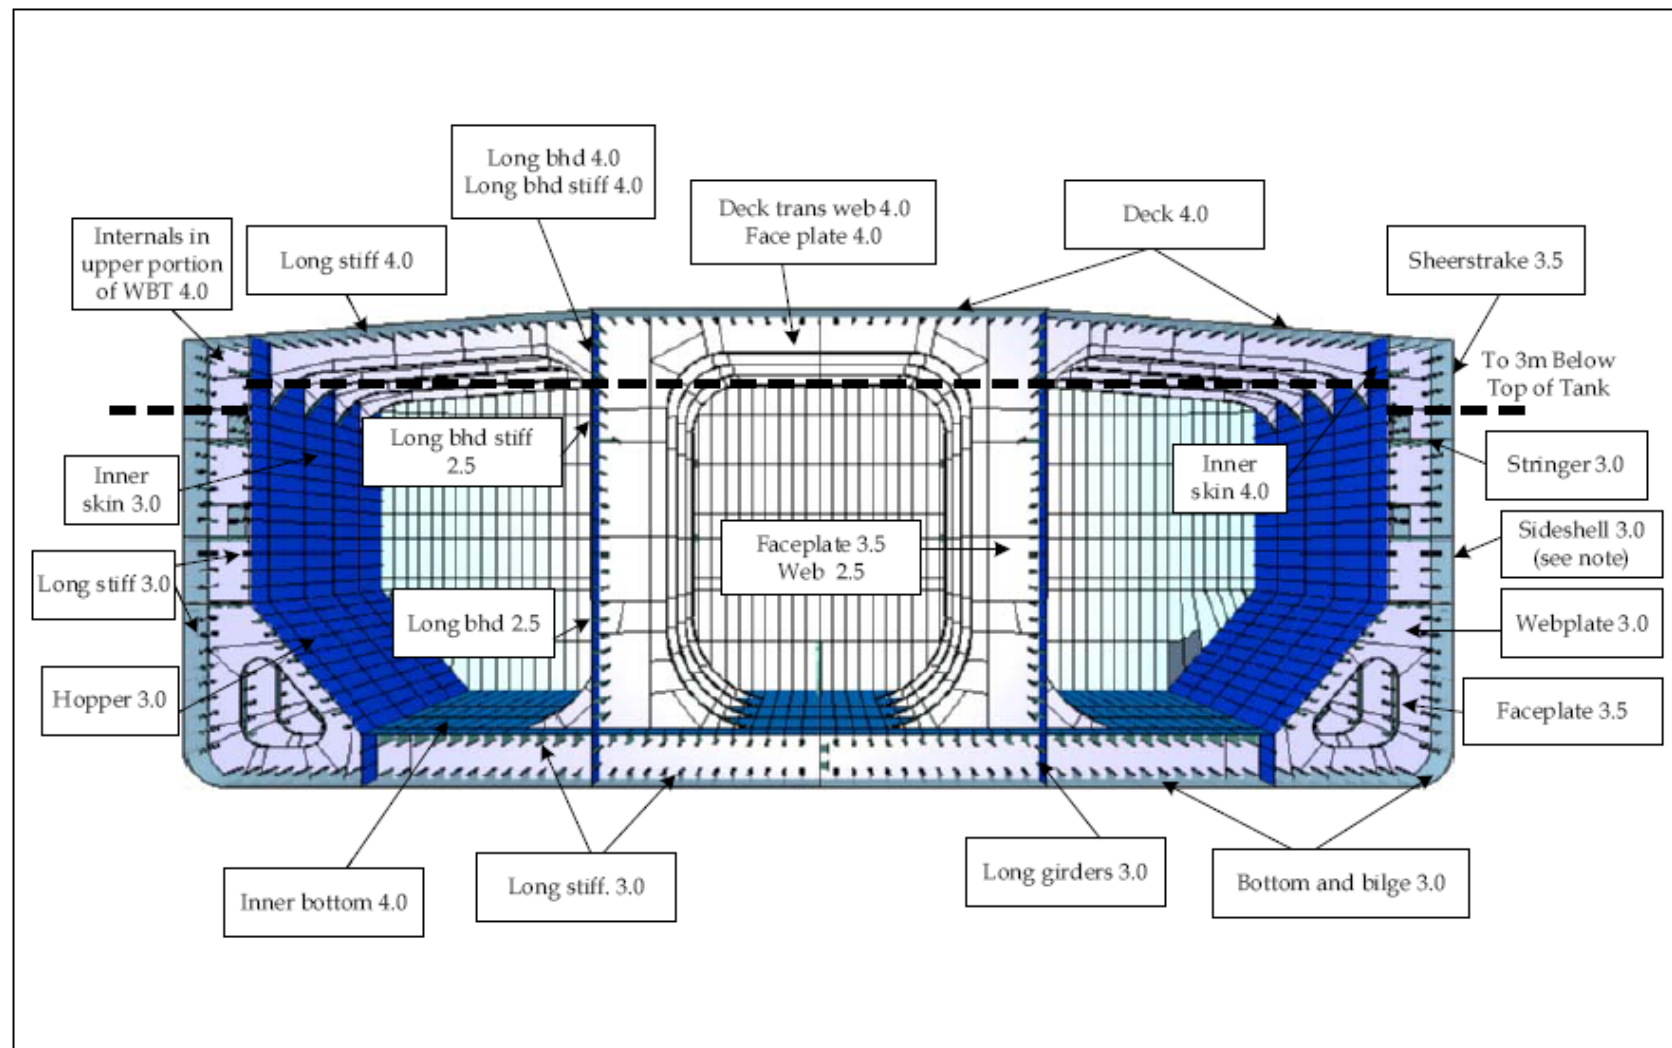 Long bhd 4.0
Long bhd stiff 4.0
Deck trans web 4.0
Face plate 4.0
Deck 4.0
Internals in
upper portion
of WBT 4.0
Long stiff 4.0
Sheerstrake 3.5
To 3m Below
Top of Tank
Long bhd stiff
2.5
Inner
skin 3.0
Inner
skin 4.0
Stringer 3.0
Faceplate 3.5
Web 2.5
Sideshell 3.0
(see note)
Long stiff 3.0
Long bhd 2.5
Webplate 3.0
Hopper 3.0
Faceplate 3.5
Inner bottom 4.0
Long stiff. 3.0
Long girders 3.0
Bottom and bilge 3.0